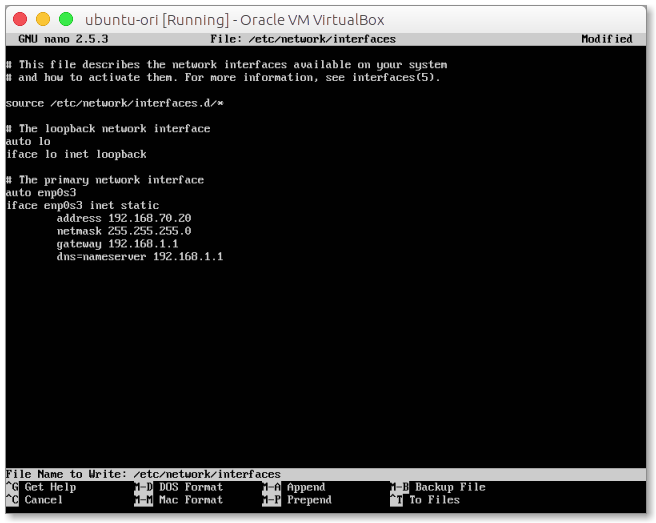 ubuntu-ori [Running] - Oracle VM VirtualBox
GNU nano 2.5.3 File: /etc/network/interfaces Modified
# This file describes the network interfaces available on your system
# and how to activate them. For more information, see interfaces(5).
source /etc/network/interfaces.d/*
# The loopback network interface
auto lo
iface lo inet loopback
# The primary network interface
auto enp0s3
iface enp0s3 inet static
address 192.168.70.20
netmask 255.255.255.0
gateway 192.168.1.1
dns=nameserver 192.168.1.1
File Name to Write: /etc/network/interfaces
^G Get Help M-D DOS Format M-A Append M-B Backup File
^C Cancel M-M Mac Format M-P Prepend ^T To Files